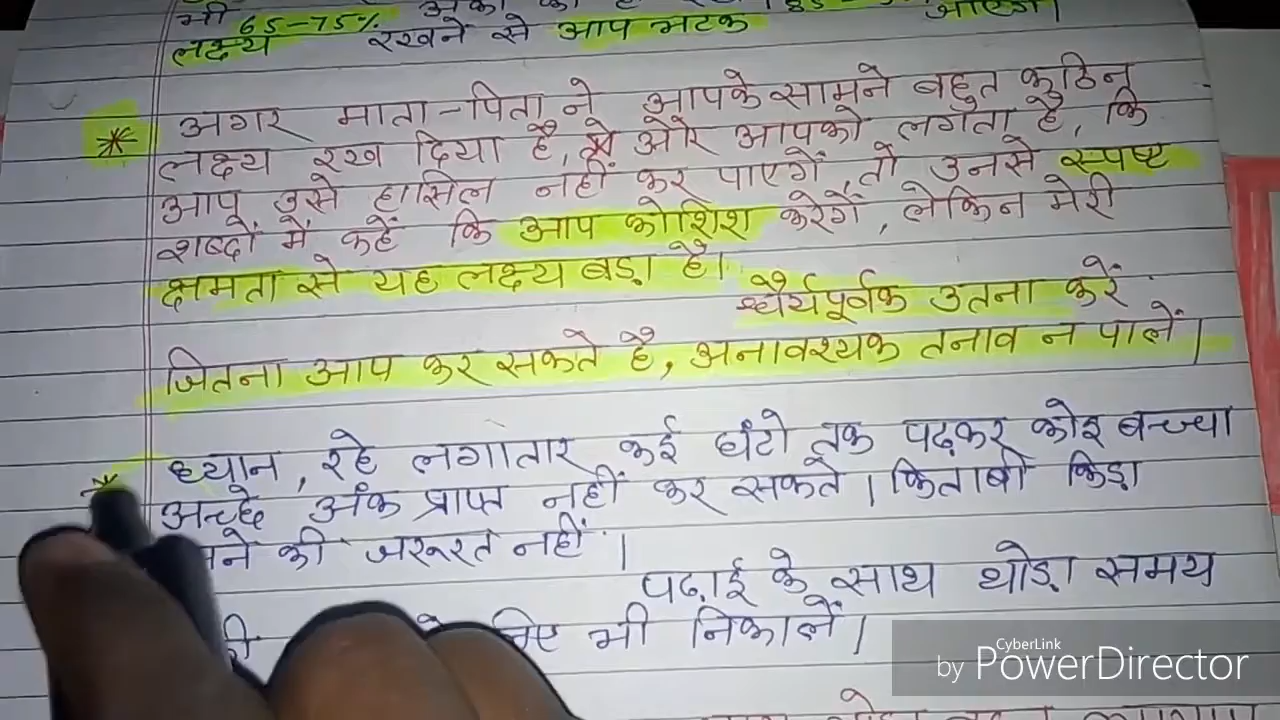 भी 65-75%
लक्ष्य रखने से आप भटक जाएंगे।
* अगर माता-पिता ने आपके सामने बहुत कठिन
लक्ष्य रख दिया है, और आपको लगता है, कि
आप उसे हासिल नहीं कर पाएगें तो उनसे स्पष्ट
शब्दों में कहें कि आप कोशिश करेगें, लेकिन मेरी
क्षमता से यह लक्ष्य बड़ा है।
धैर्यपूर्वक उतना करें
जितना आप कर सकते है, अनावश्यक तनाव न पालें।
* ध्यान, रहे लगातार कई घंटो तक पढ़कर कोइ बच्चा
अच्छे अंक प्राप्त नहीं कर सकते। किताबी किड़ा
की जरूरत नहीं।
पढ़ाई के साथ थोड़ा समय
भी निकालें।
CyberLink
by PowerDirector